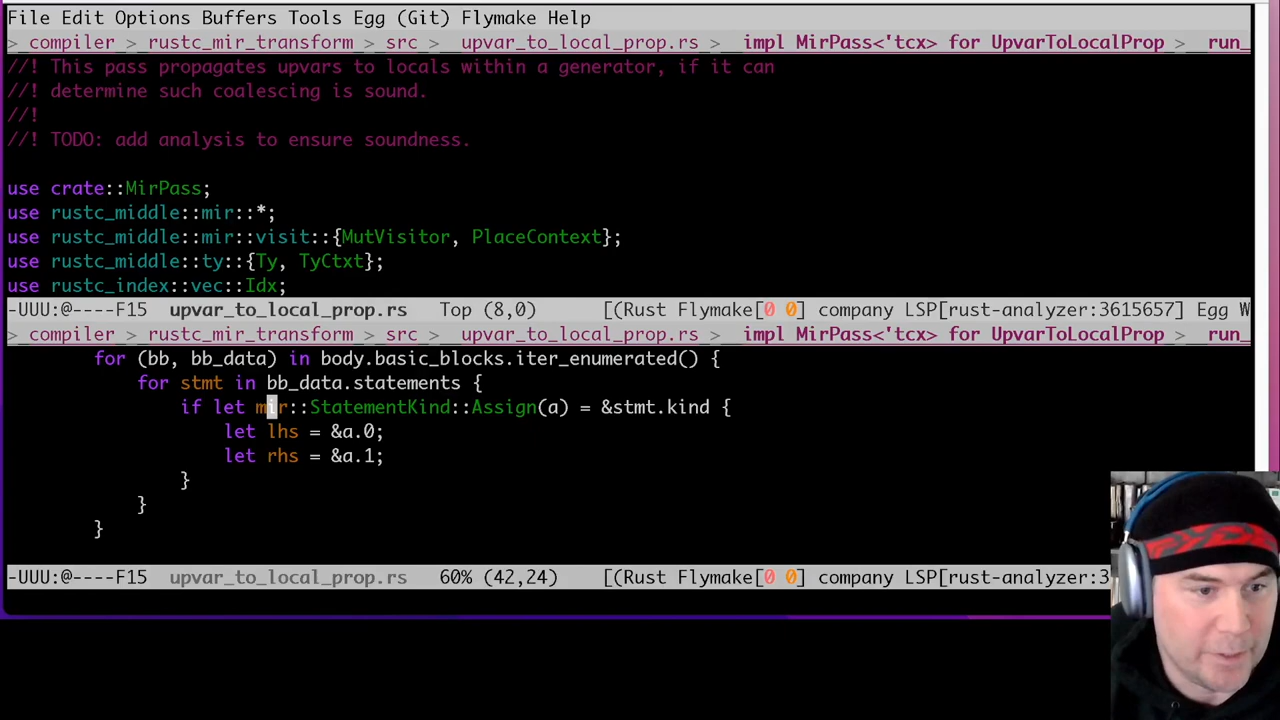 File Edit Options Buffers Tools Egg (Git) Flymake Help
> compiler > rustc_mir_transform > src > upvar_to_local_prop.rs > impl MirPass<'tcx> for UpvarToLocalProp > run_
//! This pass propagates upvars to locals within a generator, if it can
//! determine such coalescing is sound.
//!
//! TODO: add analysis to ensure soundness.
use crate::MirPass;
use rustc_middle::mir::*;
use rustc_middle::mir::visit::{MutVisitor, PlaceContext};
use rustc_middle::ty::{Ty, TyCtxt};
use rustc_index::vec::Idx;
-UUU:@----F15 upvar_to_local_prop.rs Top (8,0) [(Rust Flymake[0 0] company LSP[rust-analyzer:3615657] Egg W
> compiler > rustc_mir_transform > src > upvar_to_local_prop.rs > impl MirPass<'tcx> for UpvarToLocalProp > run_
for (bb, bb_data) in body.basic_blocks.iter_enumerated() {
for stmt in bb_data.statements {
if let mir::StatementKind::Assign(a) = &stmt.kind {
let lhs = &a.0;
let rhs = &a.1;
}
}
}
-UUU:@----F15 upvar_to_local_prop.rs 60% (42,24) [(Rust Flymake[0 0] company LSP[rust-analyzer:3